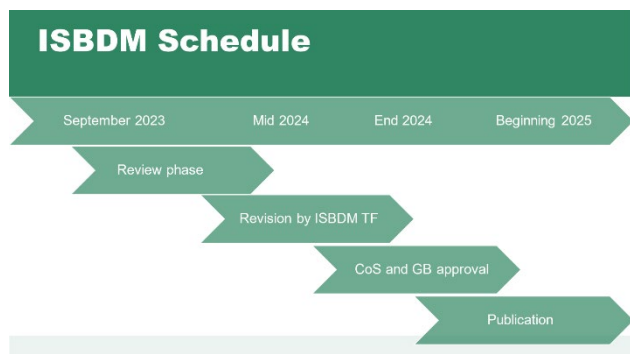 ISBDM Schedule
September 2023 Mid 2024 End 2024 Beginning 2025
Review phase
Revision by ISBDM TF
CoS and GB approval
Publication